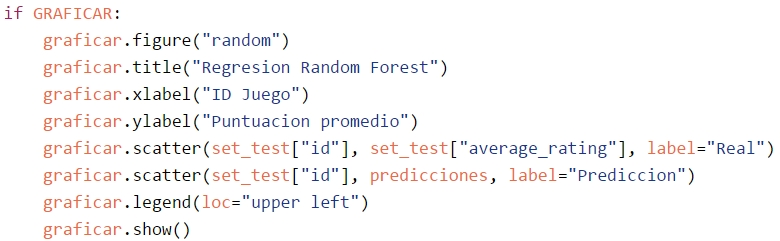 if GRAFICAR:
    graficar.figure("random")
    graficar.title("Regresion Random Forest")
    graficar.xlabel("ID Juego")
    graficar.ylabel("Puntuacion promedio")
    graficar.scatter(set_test["id"], set_test["average_rating"], label="Real")
    graficar.scatter(set_test["id"], predicciones, label="Prediccion")
    graficar.legend(loc="upper left")
    graficar.show()